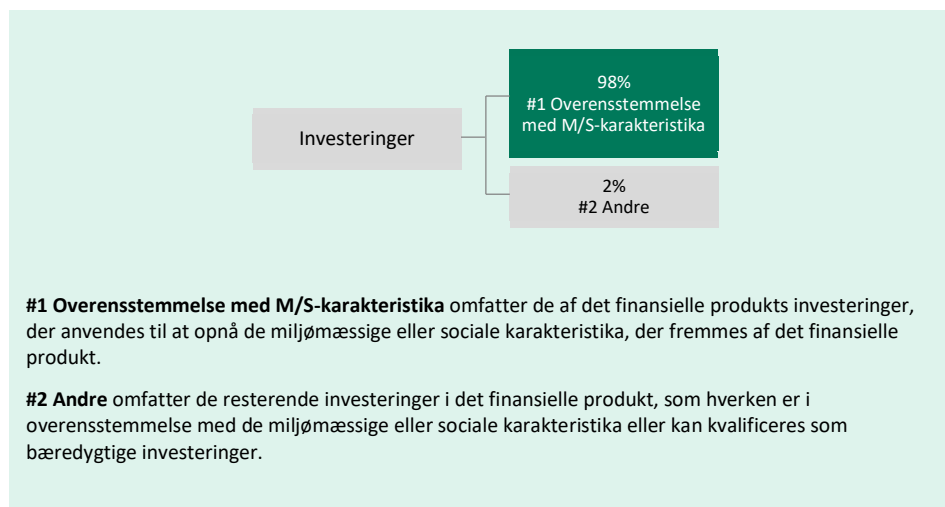 98%
#1 Overensstemmelse
med M/S-karakteristika
Investeringer
2%
#2 Andre
#1 Overensstemmelse med M/S-karakteristika omfatter de af det finansielle produkts investeringer,
der anvendes til at opnå de miljømæssige eller sociale karakteristika, der fremmes af det finansielle
produkt.
#2 Andre omfatter de resterende investeringer i det finansielle produkt, som hverken er i
overensstemmelse med de miljømæssige eller sociale karakteristika eller kan kvalificeres som
bæredygtige investeringer.